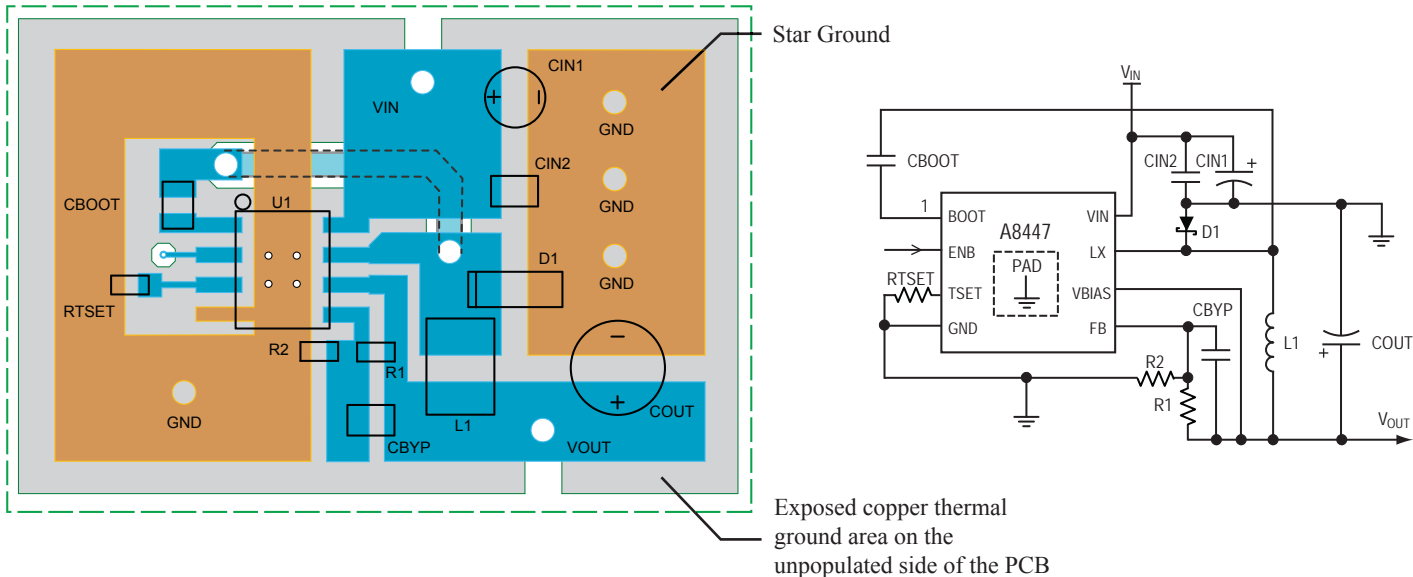 Star Ground
CIN1
VIN
GND
CIN2
GND
CBOOT
U1
D1
GND
RTSET
R2
R1
GND
L1
COUT
CBYP
VOUT
Exposed copper thermal
ground area on the
unpopulated side of the PCB
VIN
CBOOT
CIN2
CIN1
+
1
BOOT
VIN
A8447
D1
ENB
LX
PAD
RTSET
TSET
VBIAS
CBYP
GND
FB
L1
COUT
+
R2
R1
VOUT